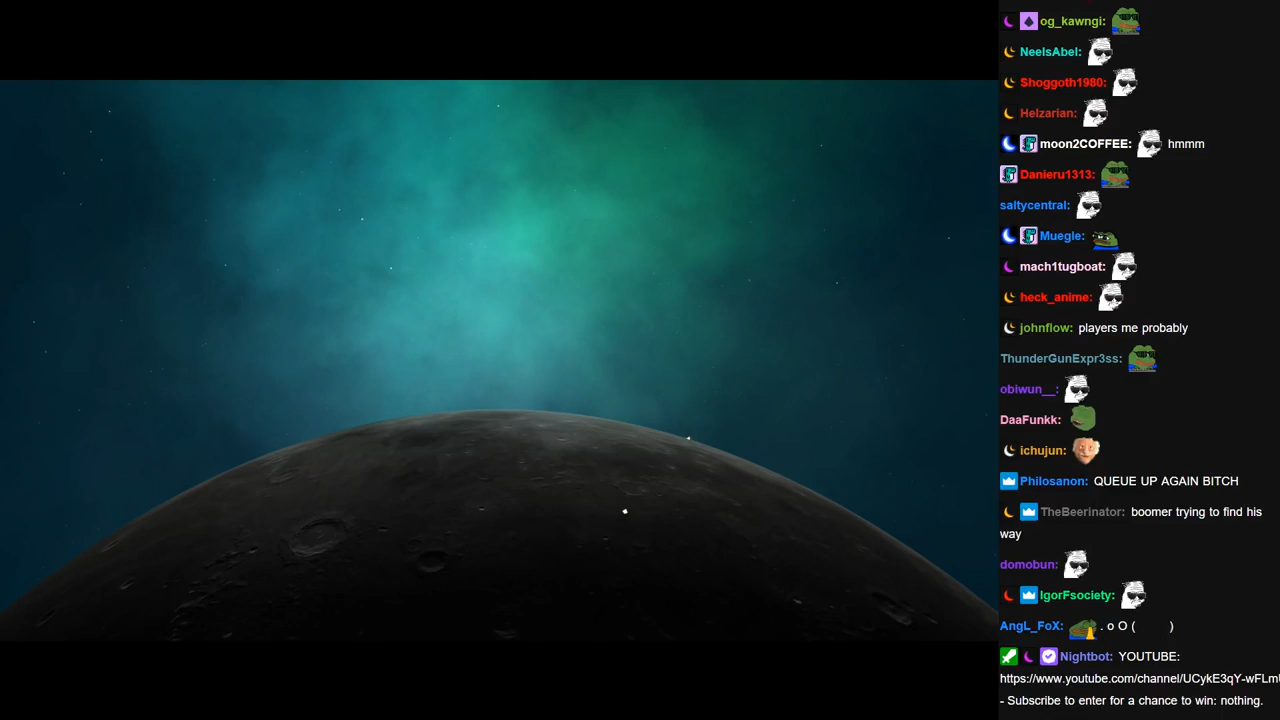 og_kawngi:
NeelsAbel:
Shoggoth1980:
Helzarian:
moon2COFFEE: hmmm
Danieru1313:
saltycentral:
Muegle:
mach1tugboat:
heck_anime:
johnflow: players me probably
ThunderGunExpr3ss:
obiwun__:
DaaFunkk:
ichujun:
Philosanon: QUEUE UP AGAIN BITCH
TheBeerinator: boomer trying to find his
way
domobun:
IgorFsociety:
AngL_FoX: . o O ( )
Nightbot: YOUTUBE:
https://www.youtube.com/channel/UCykE3qY-wFLm
- Subscribe to enter for a chance to win: nothing.